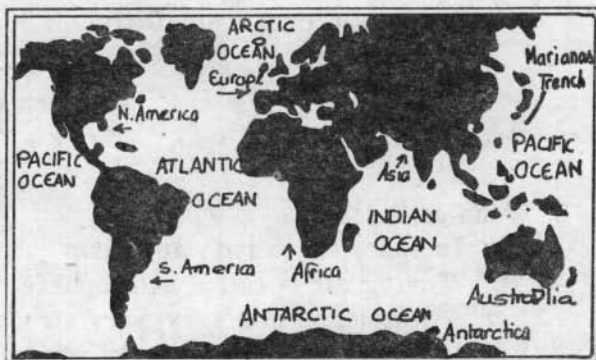 ARCTIC
OCEAN
Europe
Marianas
Trench
N. America
PACIFIC
OCEAN
ATLANTIC
OCEAN
Asia
PACIFIC
OCEAN
INDIAN
OCEAN
S. America
Africa
AustraDlia
ANTARCTIC OCEAN
Antarctica